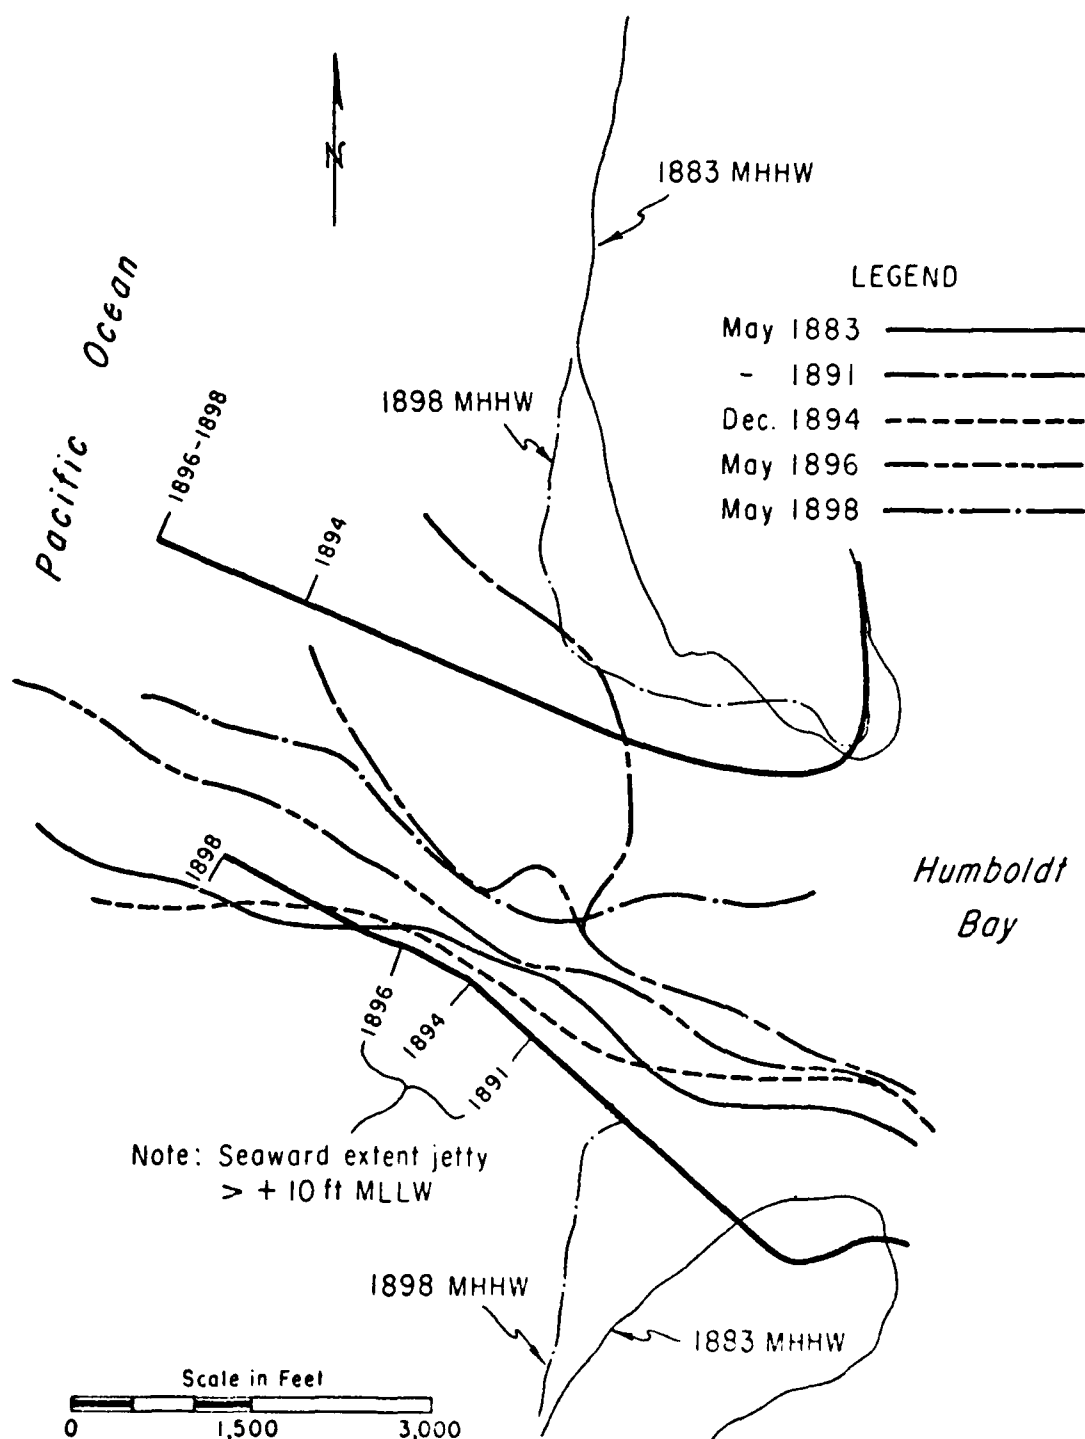 N
1883 MHHW
Pacific Ocean
LEGEND
May 1883
- 1891
Dec. 1894
May 1896
May 1898
1898 MHHW
1896-1898
1894
Humboldt
Bay
1898
1896
1894
1891
Note: Seaward extent jetty
> + 10 ft MLLW
1898 MHHW
1883 MHHW
Scale in Feet
0 1,500 3,000